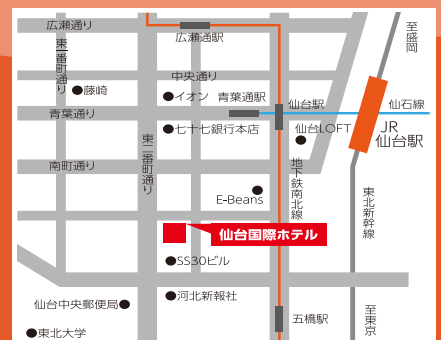 広瀬通り
広瀬通駅
至盛岡
東一番町通り
中央通り
藤崎
イオン
青葉通駅
仙台駅
仙石線
青葉通り
七十七銀行本店
仙台LOFT
JR
仙台駅
東二番町通り
南町通り
地下鉄南北線
E-Beans
東北新幹線
仙台国際ホテル
SS30ビル
河北新報社
仙台中央郵便局
五橋駅
至東京
東北大学